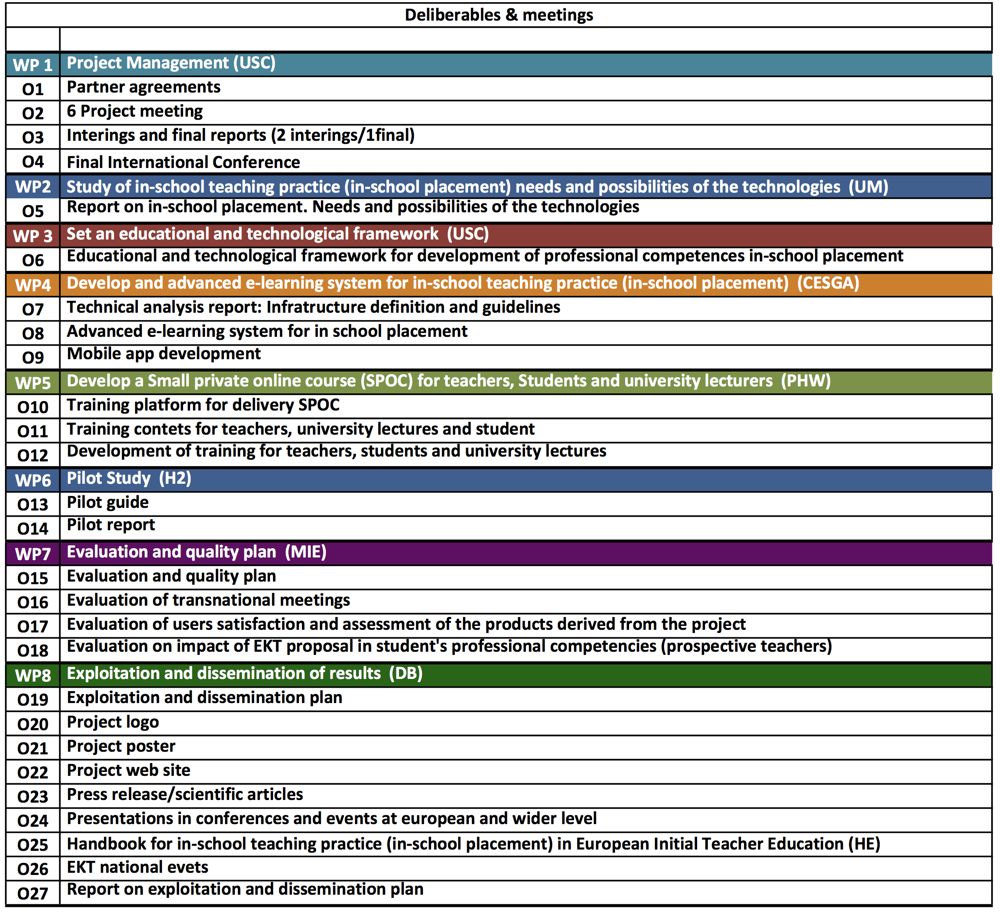 Deliberables & meetings
WP 1 Project Management (USC)
O1 Partner agreements
O2 6 Project meeting
O3 Interings and final reports (2 interings/1final)
O4 Final International Conference
WP2 Study of in-school teaching practice (in-school placement) needs and possibilities of the technologies (UM)
O5 Report on in-school placement. Needs and possibilities of the technologies
WP 3 Set an educational and technological framework (USC)
O6 Educational and technological framework for development of professional competences in-school placement
WP4 Develop and advanced e-learning system for in-school teaching practice (in-school placement) (CESGA)
O7 Technical analysis report: Infratructure definition and guidelines
O8 Advanced e-learning system for in school placement
O9 Mobile app development
WP5 Develop a Small private online course (SPOC) for teachers, Students and university lecturers (PHW)
O10 Training platform for delivery SPOC
O11 Training contets for teachers, university lectures and student
O12 Development of training for teachers, students and university lectures
WP6 Pilot Study (H2)
O13 Pilot guide
O14 Pilot report
WP7 Evaluation and quality plan (MIE)
O15 Evaluation and quality plan
O16 Evaluation of transnational meetings
O17 Evaluation of users satisfaction and assessment of the products derived from the project
O18 Evaluation on impact of EKT proposal in student's professional competencies (prospective teachers)
WP8 Exploitation and dissemination of results (DB)
O19 Exploitation and dissemination plan
O20 Project logo
O21 Project poster
O22 Project web site
O23 Press release/scientific articles
O24 Presentations in conferences and events at european and wider level
O25 Handbook for in-school teaching practice (in-school placement) in European Initial Teacher Education (HE)
O26 EKT national evets
O27 Report on exploitation and dissemination plan